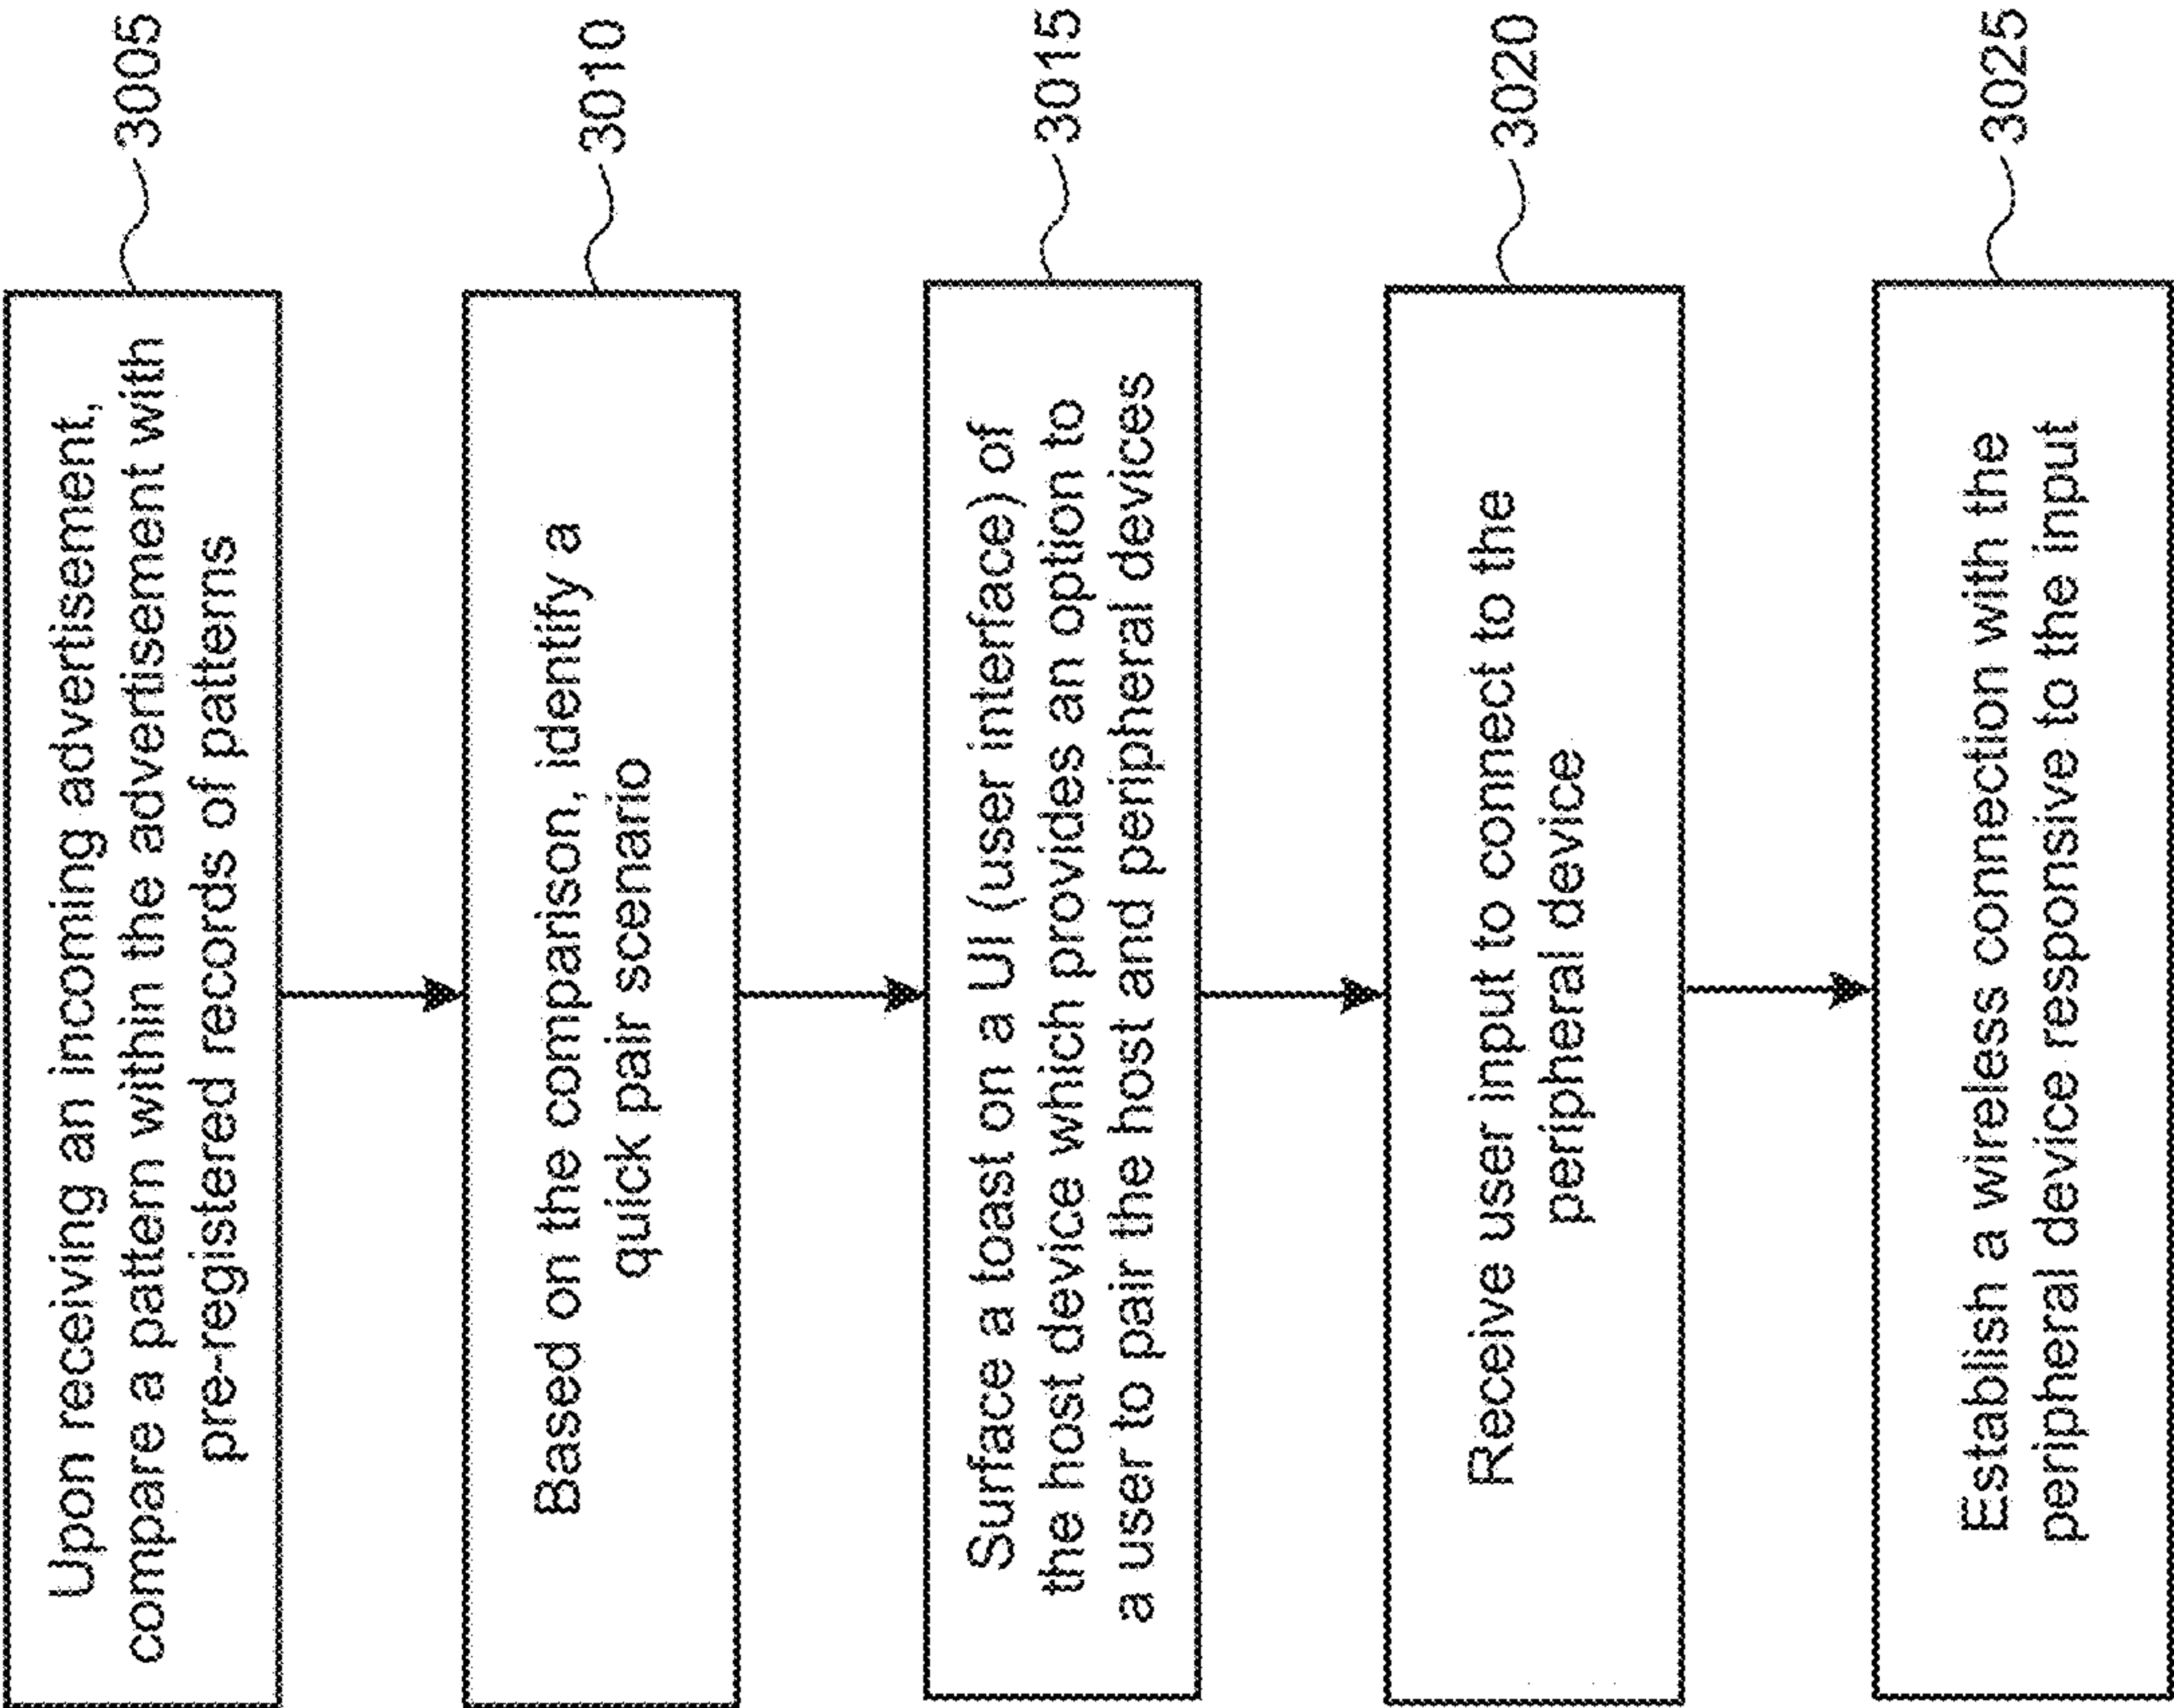 Upon receiving an incoming advertisement,
compare a pattern within the advertisement with
pre-registered records of patterns
3005
Based on the comparison, identify a
quick pair scenario
3010
Surface a toast on a UI (user interface) of
the host device which provides an option to
a user to pair the host and peripheral devices
3015
Receive user input to connect to the
peripheral device
3020
Establish a wireless connection with the
peripheral device responsive to the input
3025